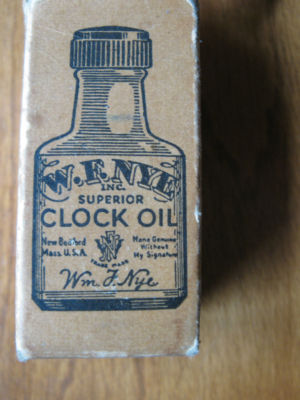 W. F. NYE
INC.
SUPERIOR
CLOCK OIL
New Bedford
Mass U.S.A.
None Genuine
Without
My Signature
TRADE MARK
Wm. F. Nye